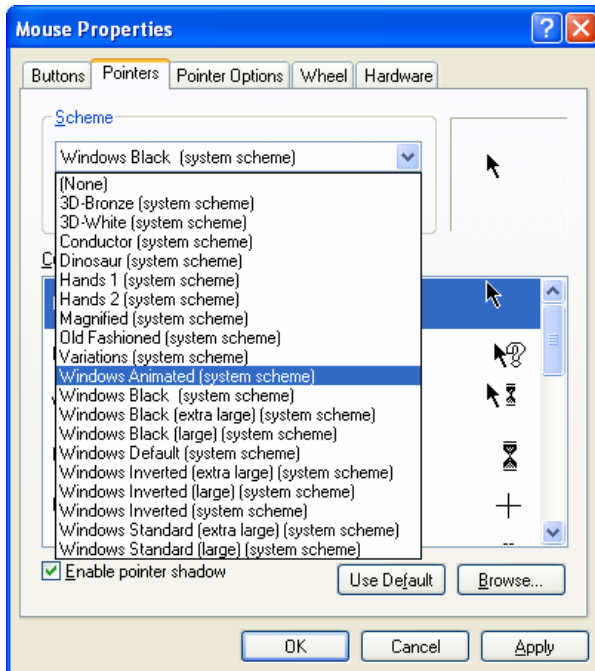 Mouse Properties
Buttons Pointers Pointer Options Wheel Hardware
Scheme
Windows Black (system scheme)
(None)
3D-Bronze (system scheme)
3D-White (system scheme)
Conductor (system scheme)
Dinosaur (system scheme)
Hands 1 (system scheme)
Hands 2 (system scheme)
Magnified (system scheme)
Old Fashioned (system scheme)
Variations (system scheme)
Windows Animated (system scheme)
Windows Black (system scheme)
Windows Black (extra large) (system scheme)
Windows Black (large) (system scheme)
Windows Default (system scheme)
Windows Inverted (extra large) (system scheme)
Windows Inverted (large) (system scheme)
Windows Inverted (system scheme)
Windows Standard (extra large) (system scheme)
Windows Standard (large) (system scheme)
Enable pointer shadow
Use Default Browse...
OK Cancel Apply